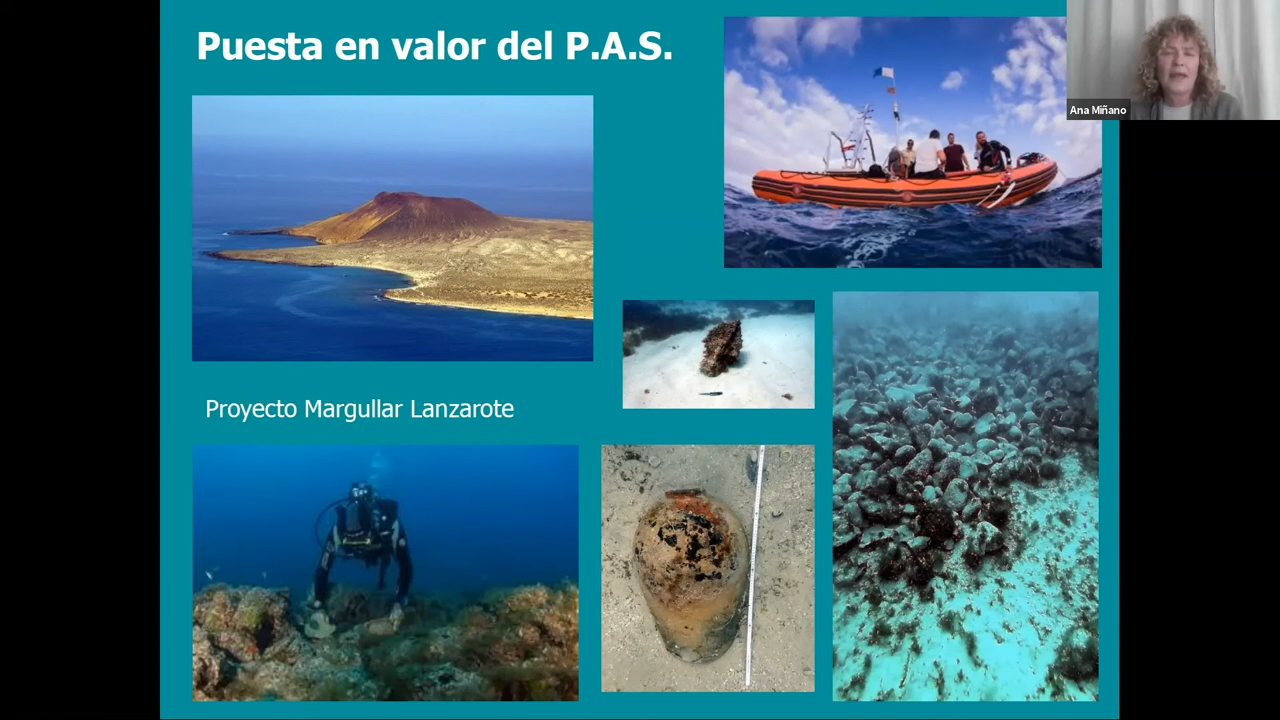 Puesta en valor del P.A.S.
Ana Miñano
Proyecto Margullar Lanzarote